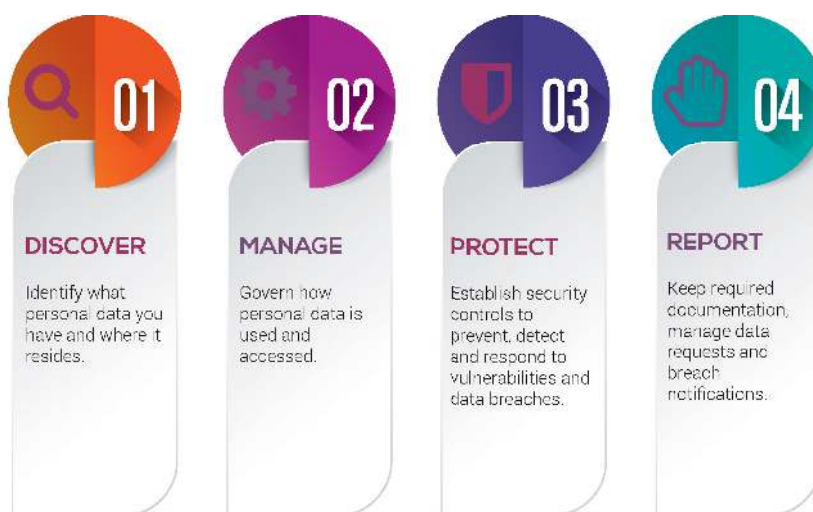 01
DISCOVER
Identify what
personal data you
have and where it
resides.
02
MANAGE
Govern how
personal data is
used and
accessed.
03
PROTECT
Establish security
controls to
prevent, detect
and respond to
vulnerabilities and
data breaches.
04
REPORT
Keep required
documentation,
manage data
requests and
breach
notifications.